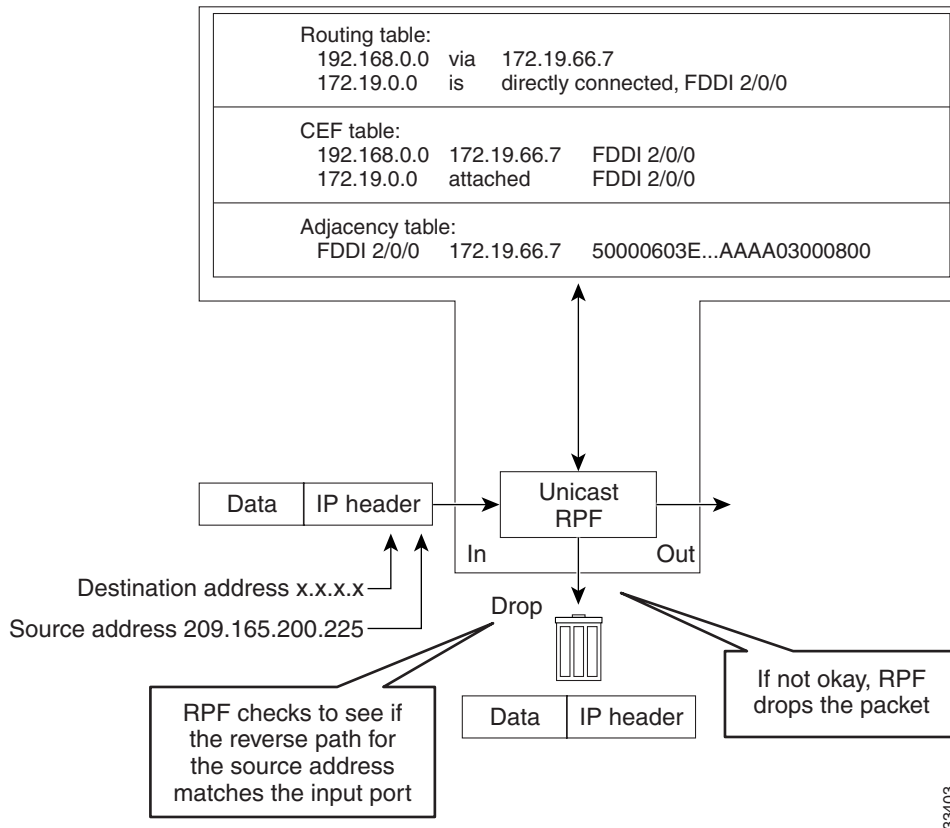 Routing table:
192.168.0.0 via 172.19.66.7
172.19.0.0 is directly connected, FDDI 2/0/0
CEF table:
192.168.0.0 172.19.66.7 FDDI 2/0/0
172.19.0.0 attached FDDI 2/0/0
Adjacency table:
FDDI 2/0/0 172.19.66.7 50000603E...AAAA03000800
Data IP header
Unicast
RPF
In Out
Destination address x.x.x.x
Source address 209.165.200.225
Drop
RPF checks to see if
the reverse path for
the source address
matches the input port
Data IP header
If not okay, RPF
drops the packet
33403